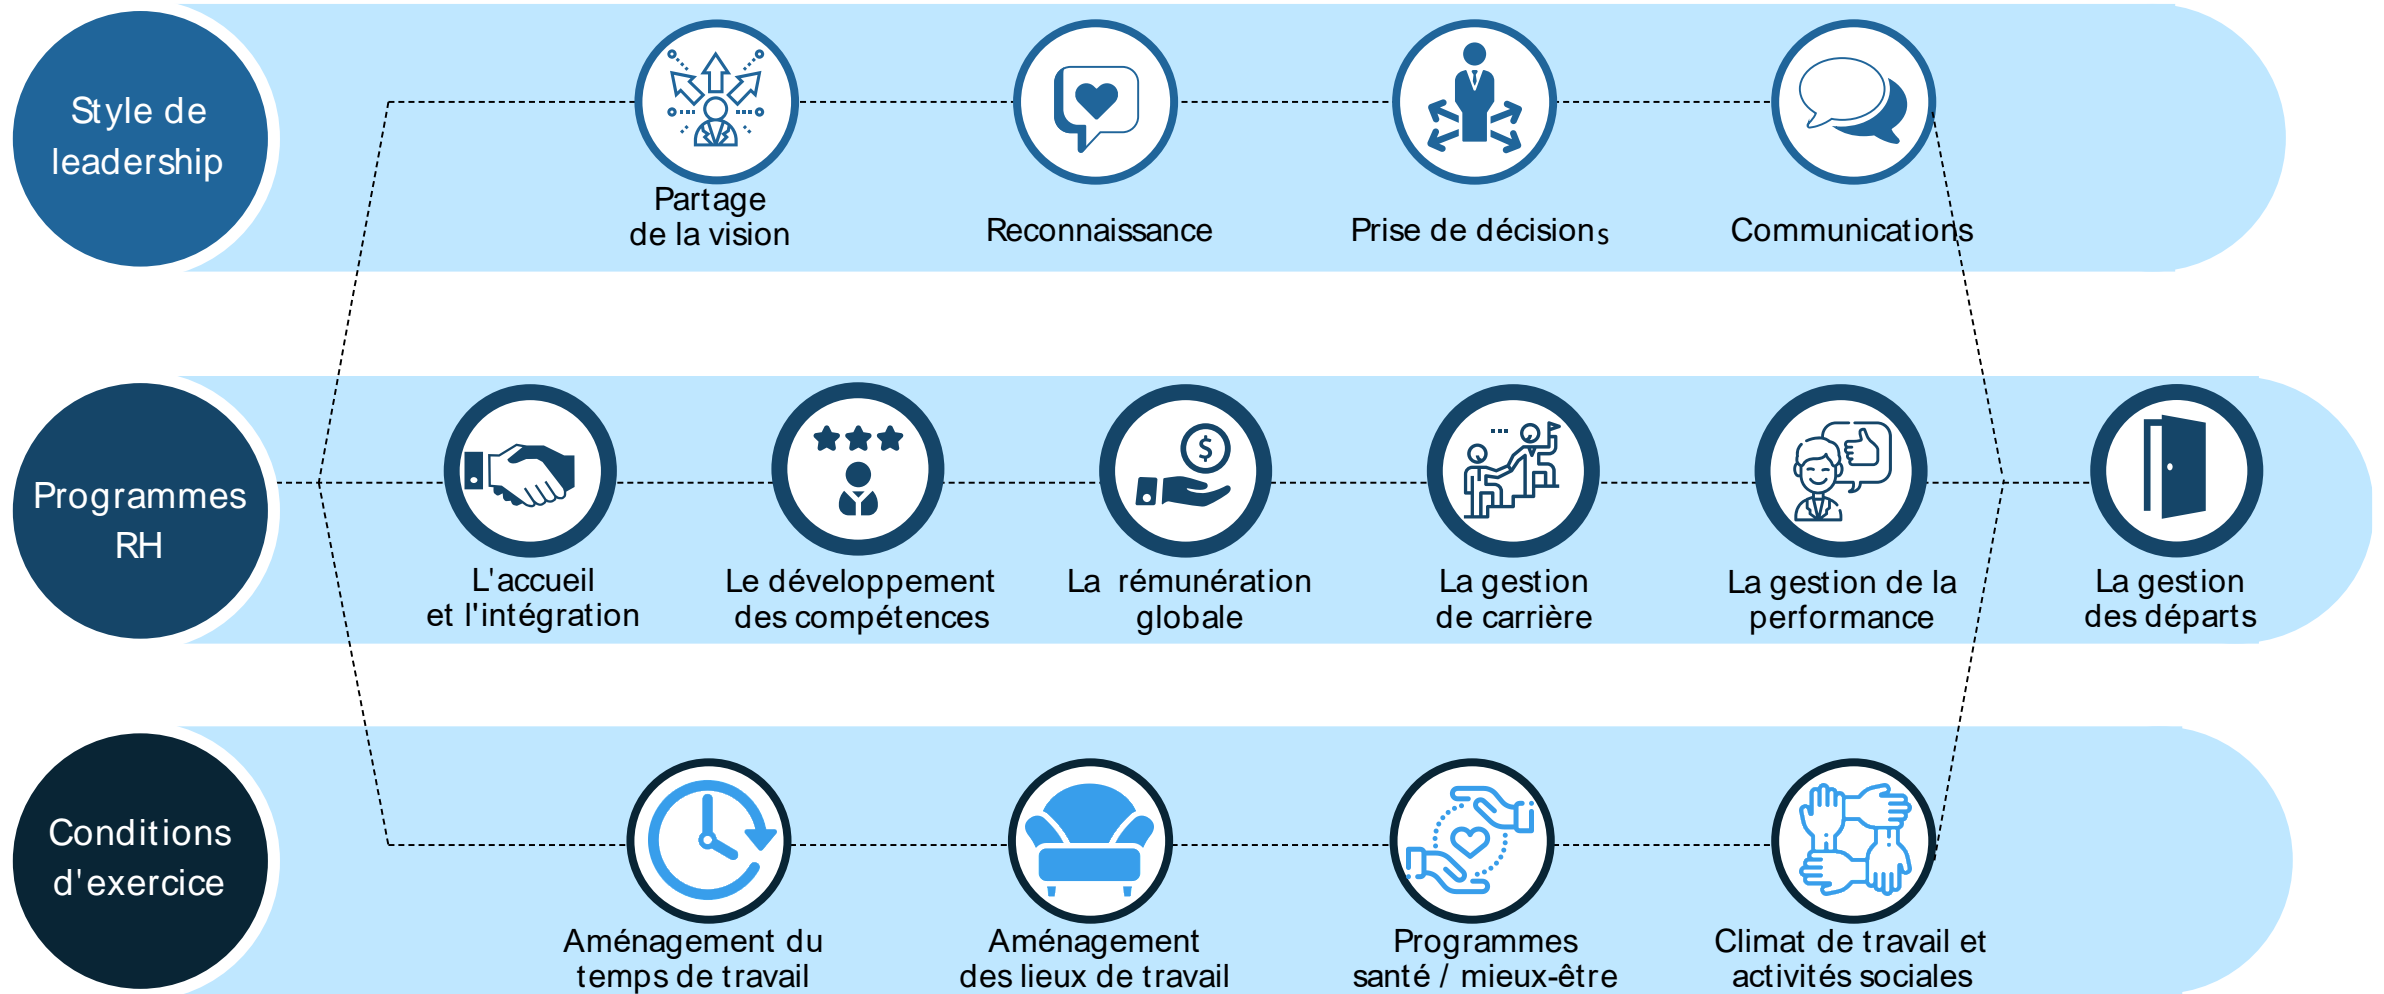 Style de
leadership
Partage
de la vision
Reconnaissance
Prise de décisions
Communications
Programmes
RH
$
L'accueil
et l'intégration
Le développement
des compétences
La rémunération
globale
La gestion
de carrière
La gestion de la
performance
La gestion
des départs
Conditions
d'exercice
Aménagement du
temps de travail
Aménagement
des lieux de travail
Programmes
santé / mieux-être
Climat de travail et
activités sociales